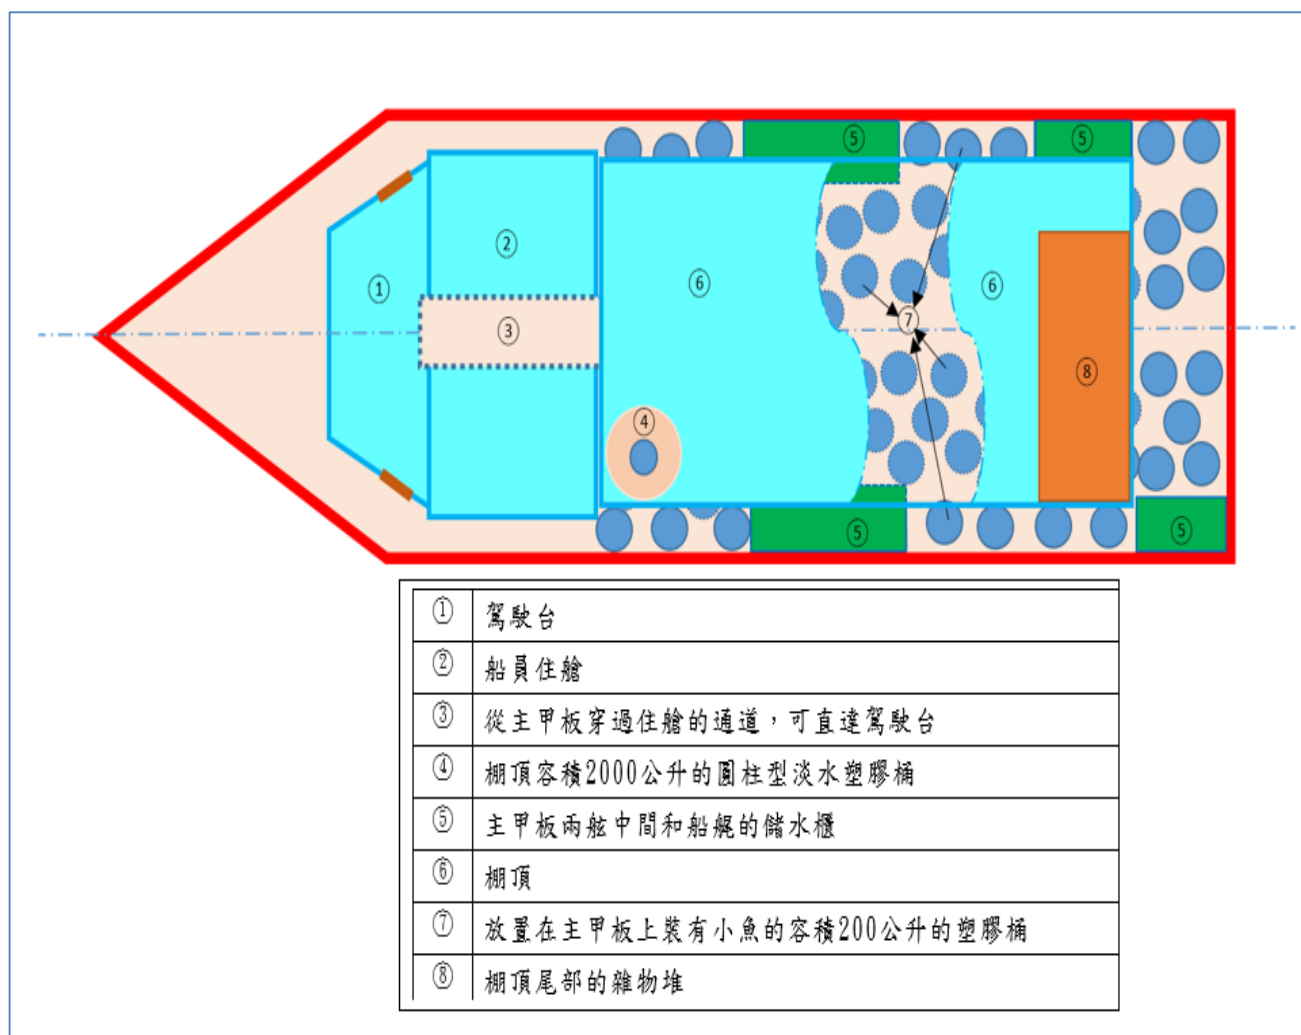 ⑤ ⑤
②
① ⑥ ⑥
③ ⑦
⑧
④
⑤ ⑤
① 駕駛台
② 船員住艙
③ 從主甲板穿過住艙的通道，可直達駕駛台
④ 棚頂容積2000公升的圓柱型淡水塑膠桶
⑤ 主甲板兩舷中間和船艉的儲水櫃
⑥ 棚頂
⑦ 放置在主甲板上裝有小魚的容積200公升的塑膠桶
⑧ 棚頂尾部的雜物堆